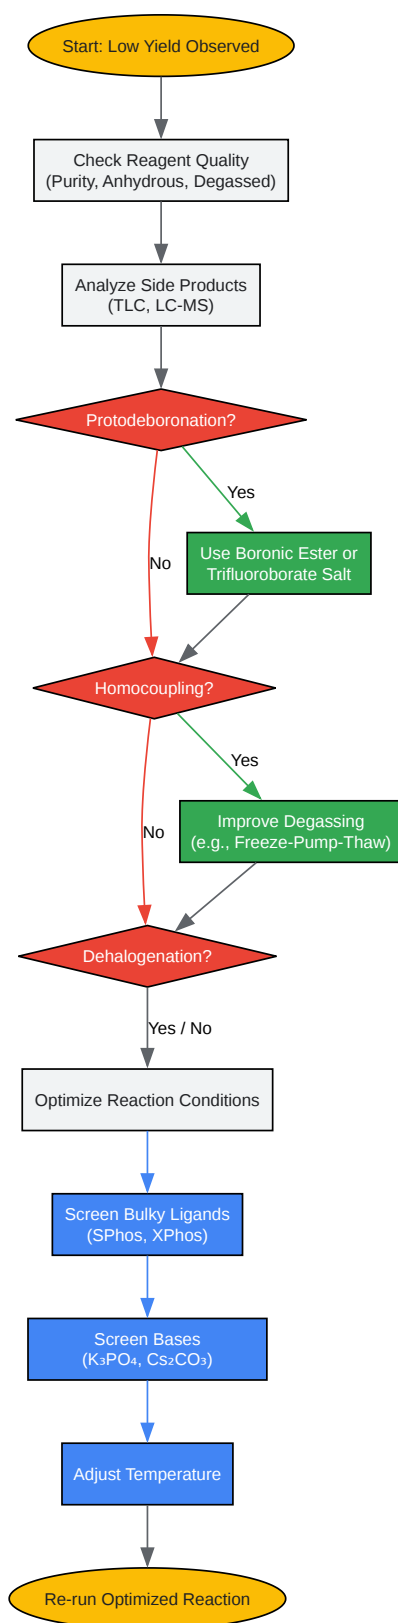 Start: Low Yield Observed
Check Reagent Quality
(Purity, Anhydrous, Degassed)
Analyze Side Products
(TLC, LC-MS)
Protodeboronation?
Yes
Use Boronic Ester or
Trifluoroborate Salt
No
Homocoupling?
Yes
Improve Degassing
(e.g., Freeze-Pump-Thaw)
No
Dehalogenation?
Yes / No
Optimize Reaction Conditions
Screen Bulky Ligands
(SPhos, XPhos)
Screen Bases
(K₃PO₄, Cs₂CO₃)
Adjust Temperature
Re-run Optimized Reaction